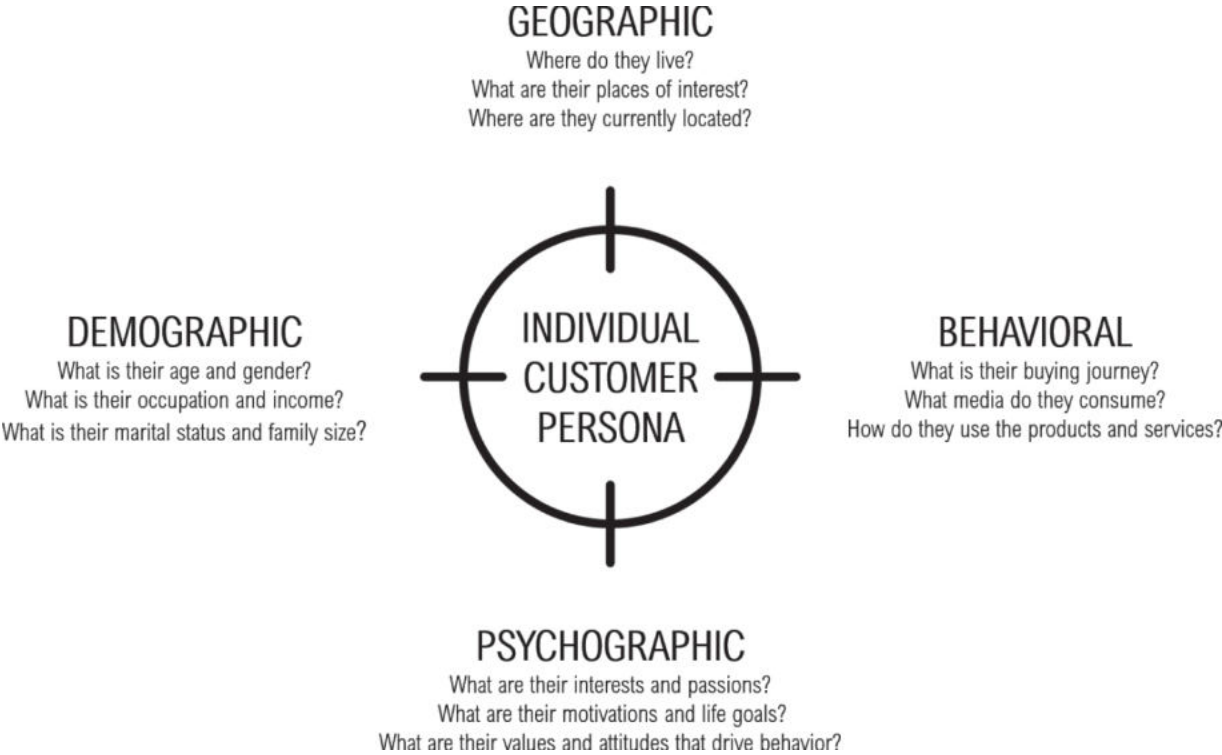 GEOGRAPHIC
Where do they live?
What are their places of interest?
Where are they currently located?
DEMOGRAPHIC
What is their age and gender?
What is their occupation and income?
What is their marital status and family size?
INDIVIDUAL
CUSTOMER
PERSONA
BEHAVIORAL
What is their buying journey?
What media do they consume?
How do they use the products and services?
PSYCHOGRAPHIC
What are their interests and passions?
What are their motivations and life goals?
What are their values and attitudes that drive behavior?